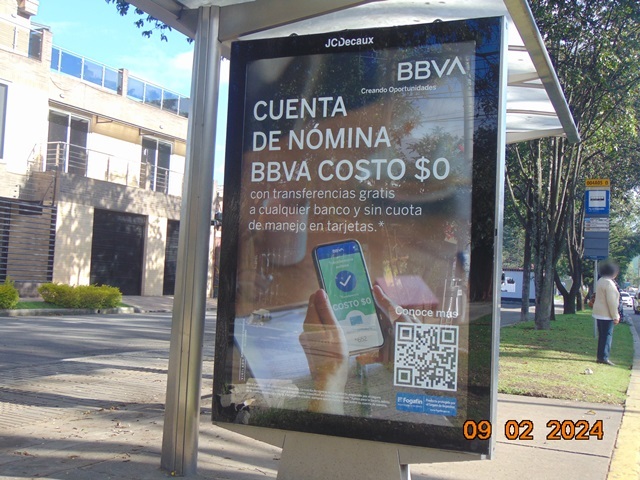 JCDecaux
BBVA
Creando Oportunidades
CUENTA
DE NÓMINA
BBVA COSTO $0
con transferencias gratis
a cualquier banco y sin cuota
de manejo en tarjetas.*
COSTO $0
Conoce más
Fogafín
09 02 2024